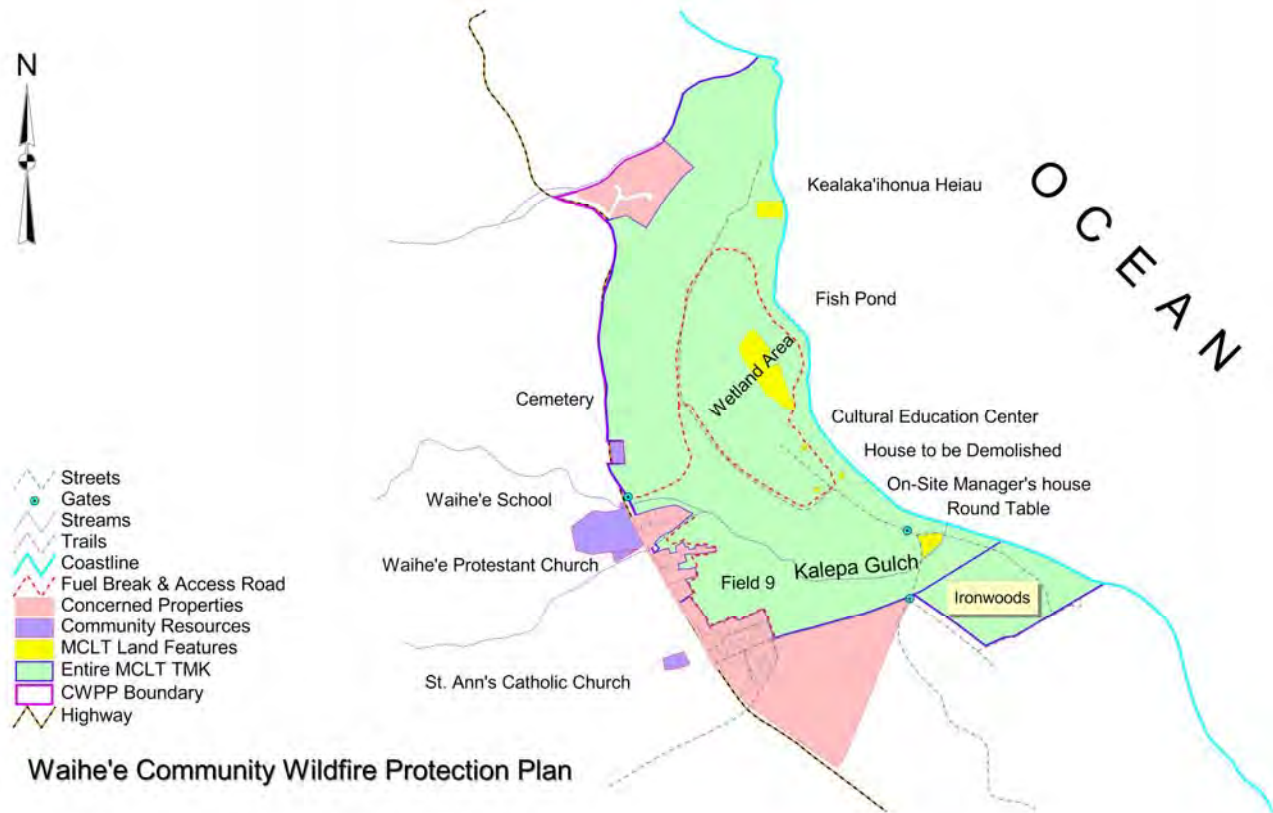 N
OCEAN
Kealaka'ihonua Heiau
Fish Pond
Wetland Area
Cemetery
Cultural Education Center
House to be Demolished
On-Site Manager's house
Round Table
Waihe'e School
Waihe'e Protestant Church
Kalepa Gulch
Field 9
Ironwoods
St. Ann's Catholic Church
Streets
Gates
Streams
Trails
Coastline
Fuel Break & Access Road
Concerned Properties
Community Resources
MCLT Land Features
Entire MCLT TMK
CWPP Boundary
Highway
Waihe'e Community Wildfire Protection Plan